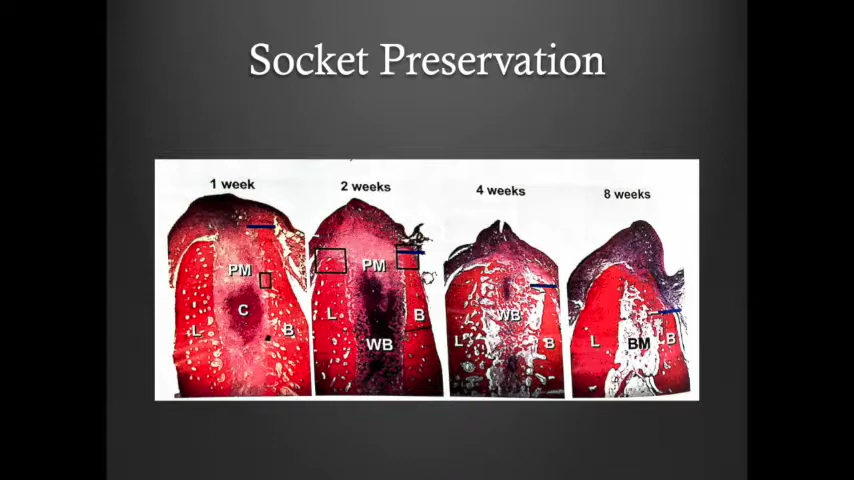 Socket Preservation
1 week
2 weeks
4 weeks
8 weeks
PM
C
L
B
PM
L
B
WB
WB
L
B
L
BM
B